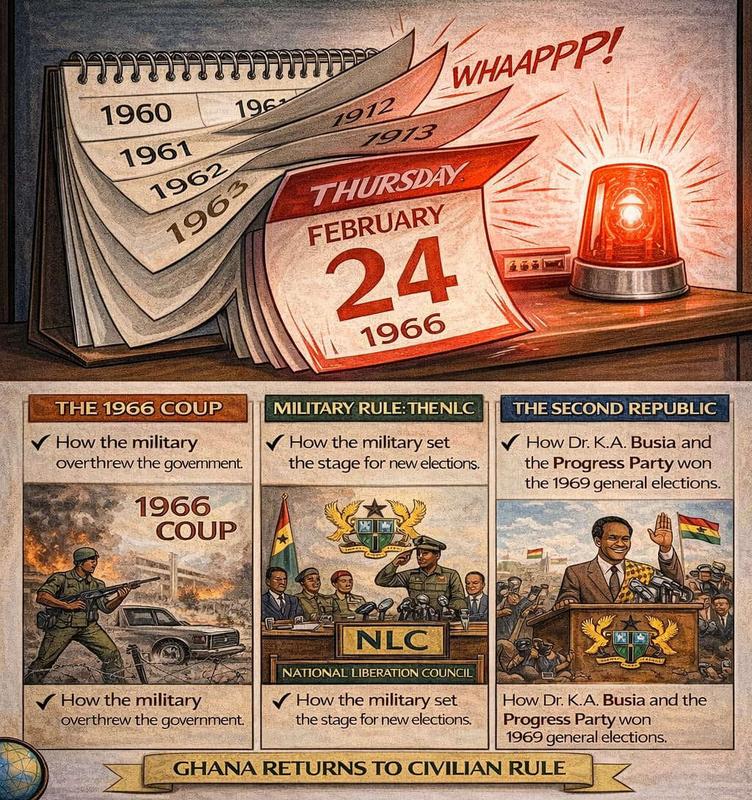 WHAAPPP!
1960
1961
1912
1961
1913
1962
1963
THURSDAY
FEBRUARY
24
1966
THE 1966 COUP
✓ How the military
overthrew the government.
1966
COUP
✓ How the military
overthrew the government.
MILITARY RULE: THENLC
✓ How the military set
the stage for new elections.
NLC
NATIONAL LIBERATION COUNCIL
✓ How the military set
the stage for new elections.
THE SECOND REPUBLIC
✓ How Dr. K.A. Busia and
the Progress Party won
the 1969 general elections.
How Dr. K.A. Busia and the
Progress Party won
1969 general elections.
GHANA RETURNS TO CIVILIAN RULE